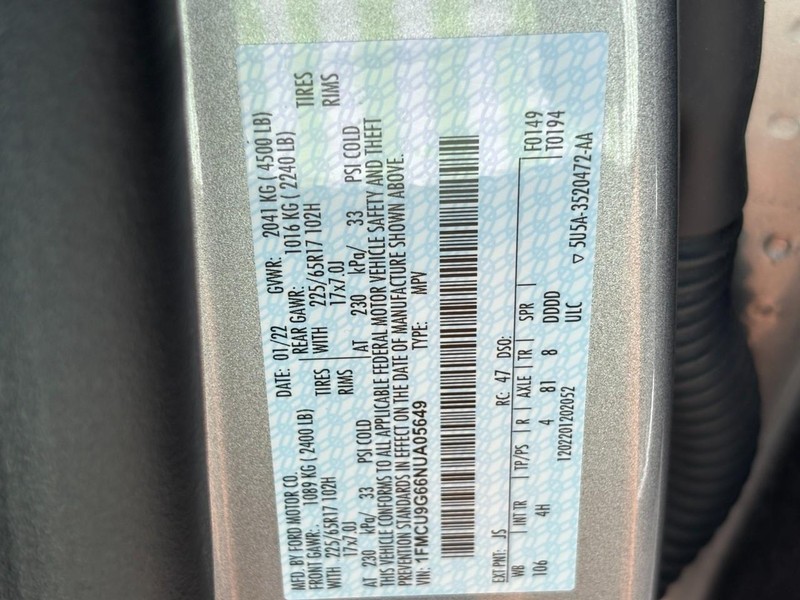 MFD. BY FORD MOTOR CO.
DATE: 01/22 GVWR: 2041 KG ( 4500 LB)
FRONT GAWR: 1089 KG ( 2400 LB) REAR GAWR: 1016 KG ( 2240 LB)
WITH 225/65R17 102H TIRES WITH 225/65R17 102H TIRES
17x7.0J RIMS 17x7.0J RIMS
AT 230 kPa/ 33 PSI COLD AT 230 kPa/ 33 PSI COLD
THIS VEHICLE CONFORMS TO ALL APPLICABLE FEDERAL MOTOR VEHICLE SAFETY AND THEFT
PREVENTION STANDARDS IN EFFECT ON THE DATE OF MANUFACTURE SHOWN ABOVE.
VIN: 1FMCU9G66NUA05649 TYPE: MPV
EXT PNT: JS RC: 47 DSO: F0149
WB INT TR TP/PS R AXLE TR SPR T0194
106 4H 4 81 8 DDDD
1202201202052 ULC
▽ 5U5A-3520472-AA